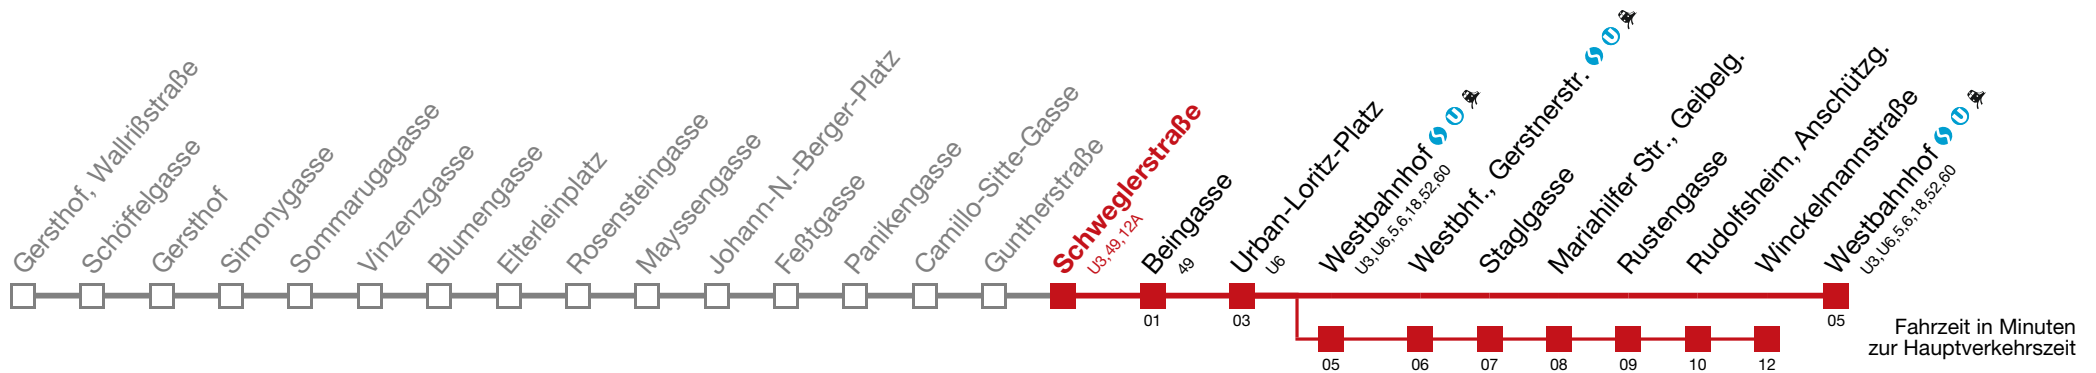 Gersthof, Wallrißstraße
Schöffelgasse
Gersthof
Simonygasse
Sommarugagasse
Vinzenzgasse
Blumengasse
Elterleinplatz
Rosensteingasse
Mayssengasse
Johann-N.-Berger-Platz
Feßtgasse
Panikengasse
Camillo-Sitte-Gasse
Guntherstraße
Schweglerstraße
U3,49,12A
Beingasse
49
Urban-Loritz-Platz
U6
Westbahnhof
U3,U6,5,6,18,52,60
Westbhf., Gerstnerstr.
Staglgasse
Mariahilfer Str., Geibelg.
Rustengasse
Rudolfsheim, Anschützg.
Winckelmannstraße
Westbahnhof
U3,U6,5,6,18,52,60
01 03 05
05 06 07 08 09 10 12
Fahrzeit in Minuten
zur Hauptverkehrszeit